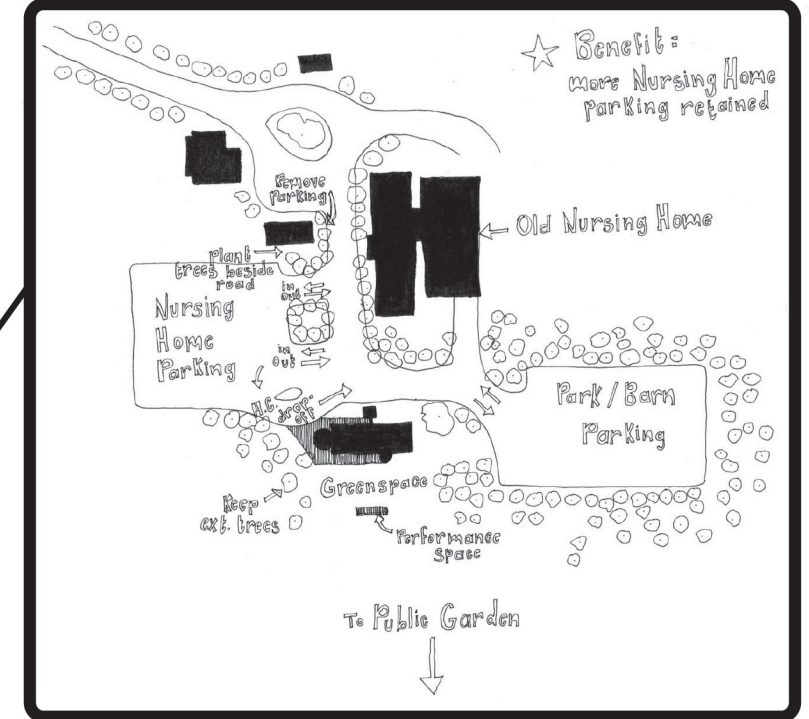 Benefit:
more Nursing Home
parking retained
Remove
Parking
Old Nursing Home
plant
trees beside
road
in
out
Nursing
Home
Parking
in
out
H.C. drop-
off
Park/Barn
Parking
Greenspace
Keep
ext. trees
Performance
Space
To Public Garden